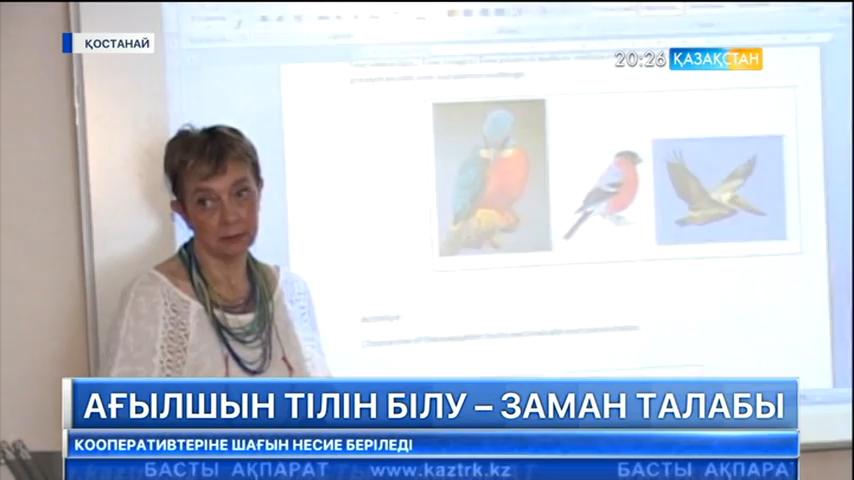 ҚОСТАНАЙ
20:26 ҚАЗАҚСТАН
АҒЫЛШЫН ТІЛІН БІЛУ – ЗАМАН ТАЛАБЫ
КООПЕРАТИВТЕРІНЕ ШАҒЫН НЕСИЕ БЕРІЛЕДІ
БАСТЫ АҚПАРАТ www.kaztrk.kz БАСТЫ АҚПАРАТ